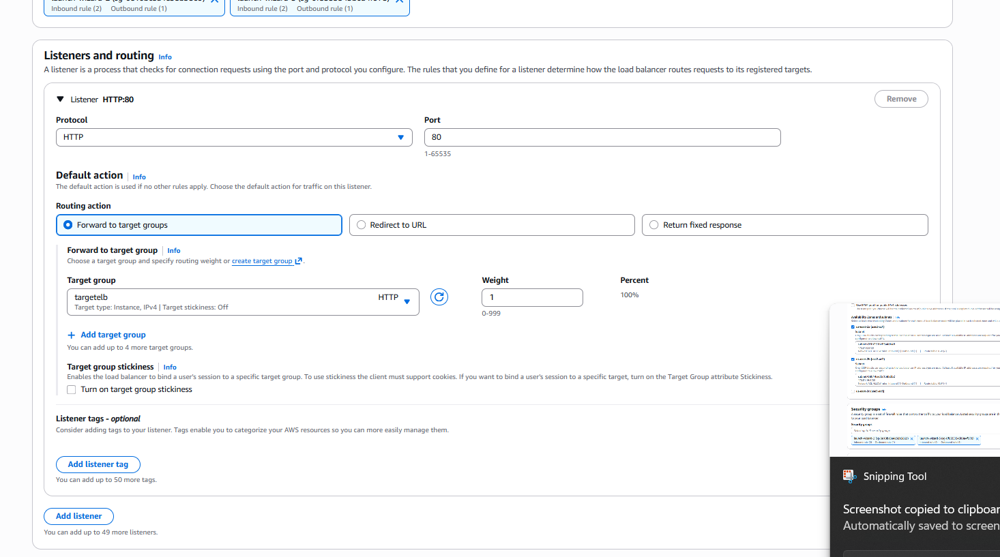 Inbound rule (2) Outbound rule (1)
Inbound rule (2) Outbound rule (1)
Listeners and routing Info
A listener is a process that checks for connection requests using the port and protocol you configure. The rules that you define for a listener determine how the load balancer routes requests to its registered targets.
Listener HTTP:80
Remove
Protocol
Port
HTTP
80
1-65535
Default action Info
The default action is used if no other rules apply. Choose the default action for traffic on this listener.
Routing action
Forward to target groups
Redirect to URL
Return fixed response
Forward to target group Info
Choose a target group and specify routing weight or create target group.
Target group
Weight
Percent
targetelb
HTTP
Target type: Instance, IPv4 | Target stickiness: Off
1
100%
0-999
Add target group
You can add up to 4 more target groups.
Target group stickiness Info
Enables the load balancer to bind a user's session to a specific target group. To use stickiness the client must support cookies. If you want to bind a user's session to a specific target, turn on the Target Group attribute Stickiness.
Turn on target group stickiness
Listener tags - optional
Consider adding tags to your listener. Tags enable you to categorize your AWS resources so you can more easily manage them.
Add listener tag
You can add up to 50 more tags.
Add listener
You can add up to 49 more listeners.
Availability Zones and subnets
Subnet
Subnet
Security groups
Security groups
Snipping Tool
Screenshot copied to clipboar
Automatically saved to screen